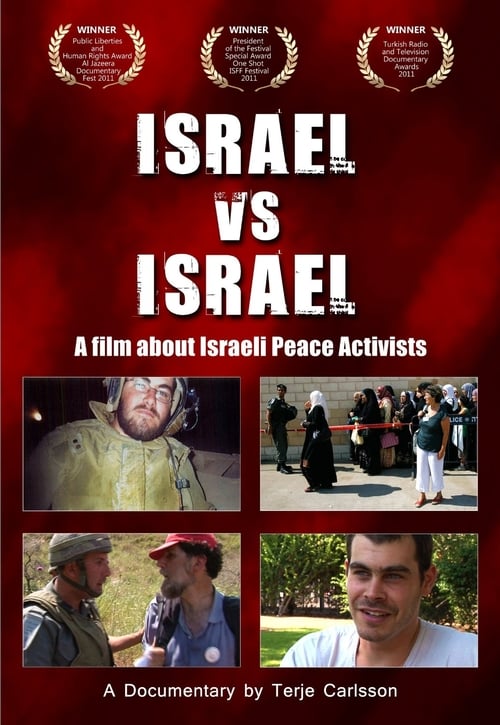 WINNER
Public Liberties
and
Human Rights Award
Al Jazeera
Documentary
Fest 2011
WINNER
President
of the Festival
Special Award
One Shot
ISFF Festival
2011
WINNER
Turkish Radio
and Television
Documentary
Awards
2011
ISRAEL
VS
ISRAEL
A film about Israeli Peace Activists
LICE
A Documentary by Terje Carlsson